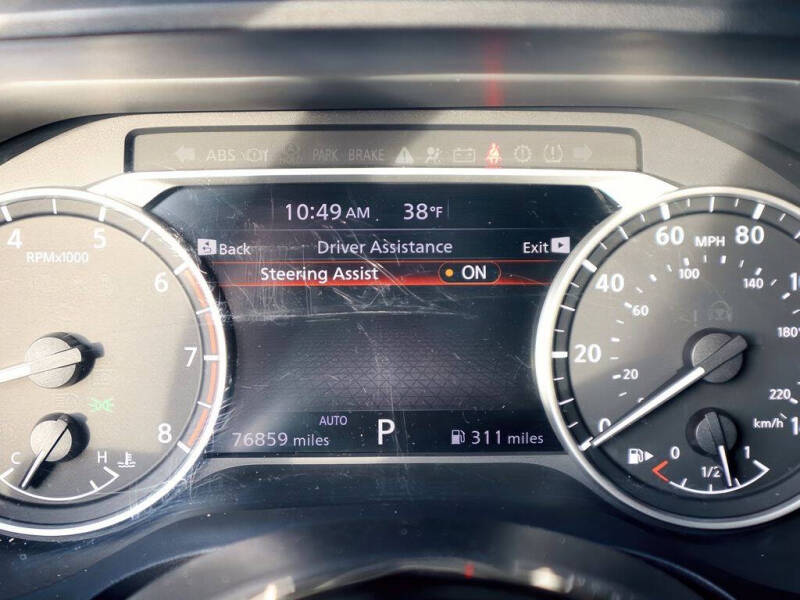 ABS PARK BRAKE
10:49 AM 38°F
Back Driver Assistance Exit
Steering Assist ON
AUTO
76859 miles P 311 miles
4 5 6 7 8
RPMx1000
C H
0 20 40 60 80
MPH
20 60 100 140 180 220
km/h
0 1/2 1